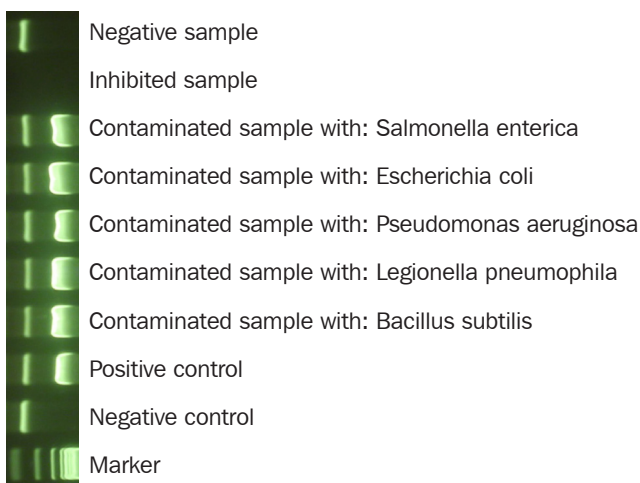 Negative sample
Inhibited sample
Contaminated sample with: Salmonella enterica
Contaminated sample with: Escherichia coli
Contaminated sample with: Pseudomonas aeruginosa
Contaminated sample with: Legionella pneumophila
Contaminated sample with: Bacillus subtilis
Positive control
Negative control
Marker